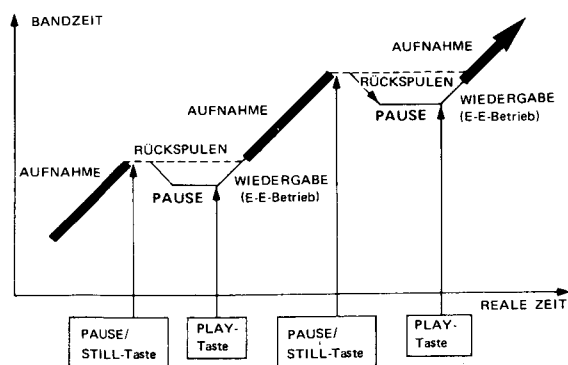 BANDZEIT
AUFNAHME
RÜCKSPULEN
PAUSE
WIEDERGABE
(E-E-Betrieb)
AUFNAHME
RÜCKSPULEN
PAUSE
WIEDERGABE
(E-E-Betrieb)
AUFNAHME
REALE ZEIT
PAUSE/
STILL-Taste
PLAY-
Taste
PAUSE/
STILL-Taste
PLAY-
Taste